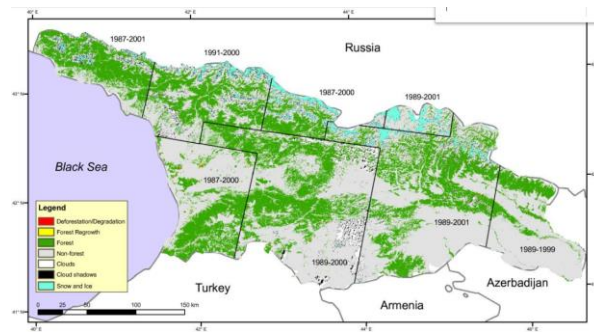 1987-2001
1991-2000
Russia
1987-2000
1989-2001
Black Sea
1987-2000
Legend
Deforestation/Degradation
Forest Regrowth
Forest
Non-forest
Clouds
Cloud shadows
Snow and Ice
1989-2001
1989-1999
1989-2000
Azerbadijan
Turkey
Armenia
0 25 50 100 150 km